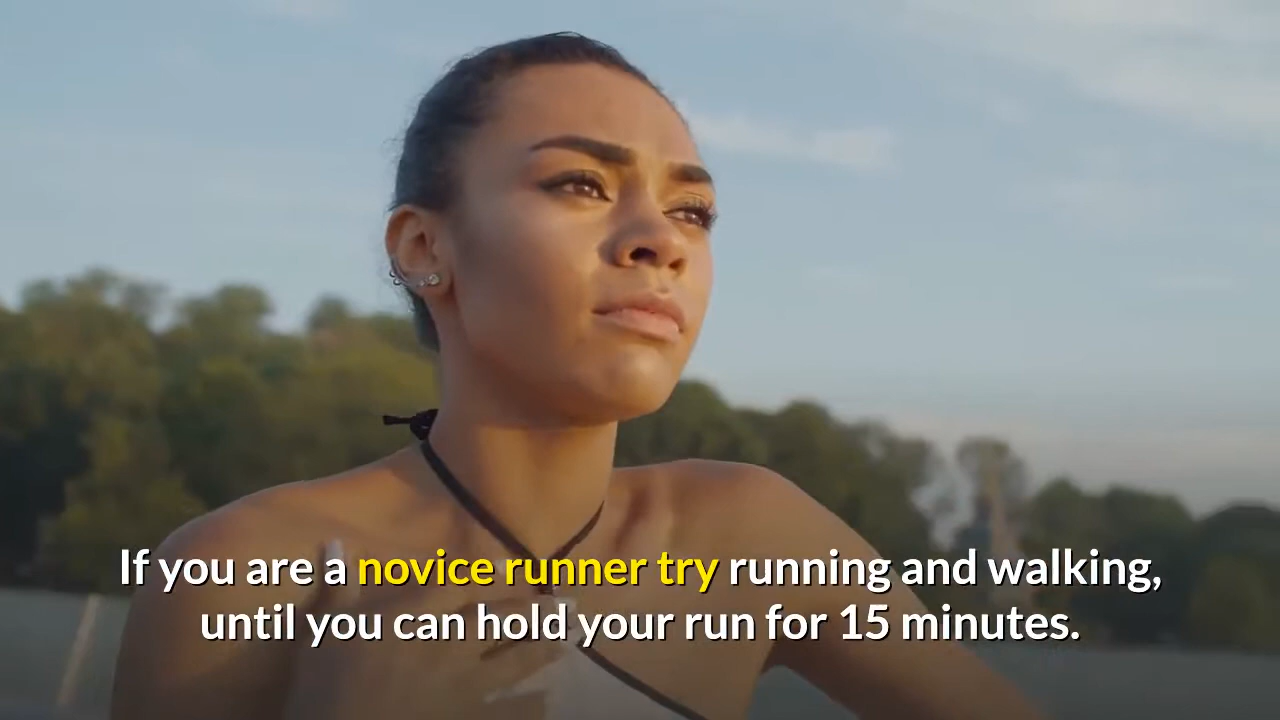 If you are a novice runner try running and walking,
until you can hold your run for 15 minutes.